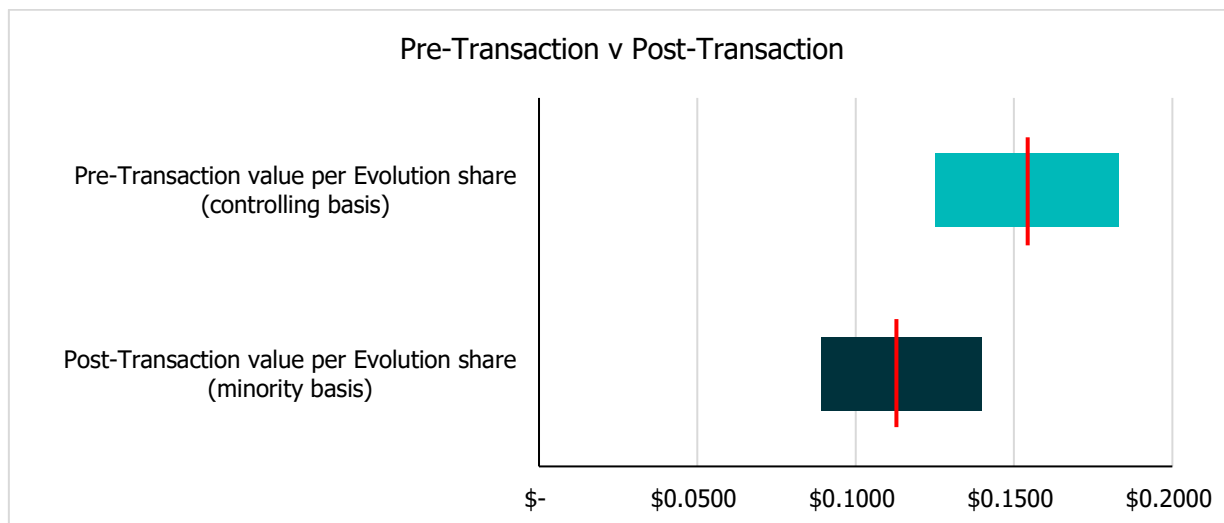 Pre-Transaction v Post-Transaction
Pre-Transaction value per Evolution share
(controlling basis)
Post-Transaction value per Evolution share
(minority basis)
$- $0.0500 $0.1000 $0.1500 $0.2000